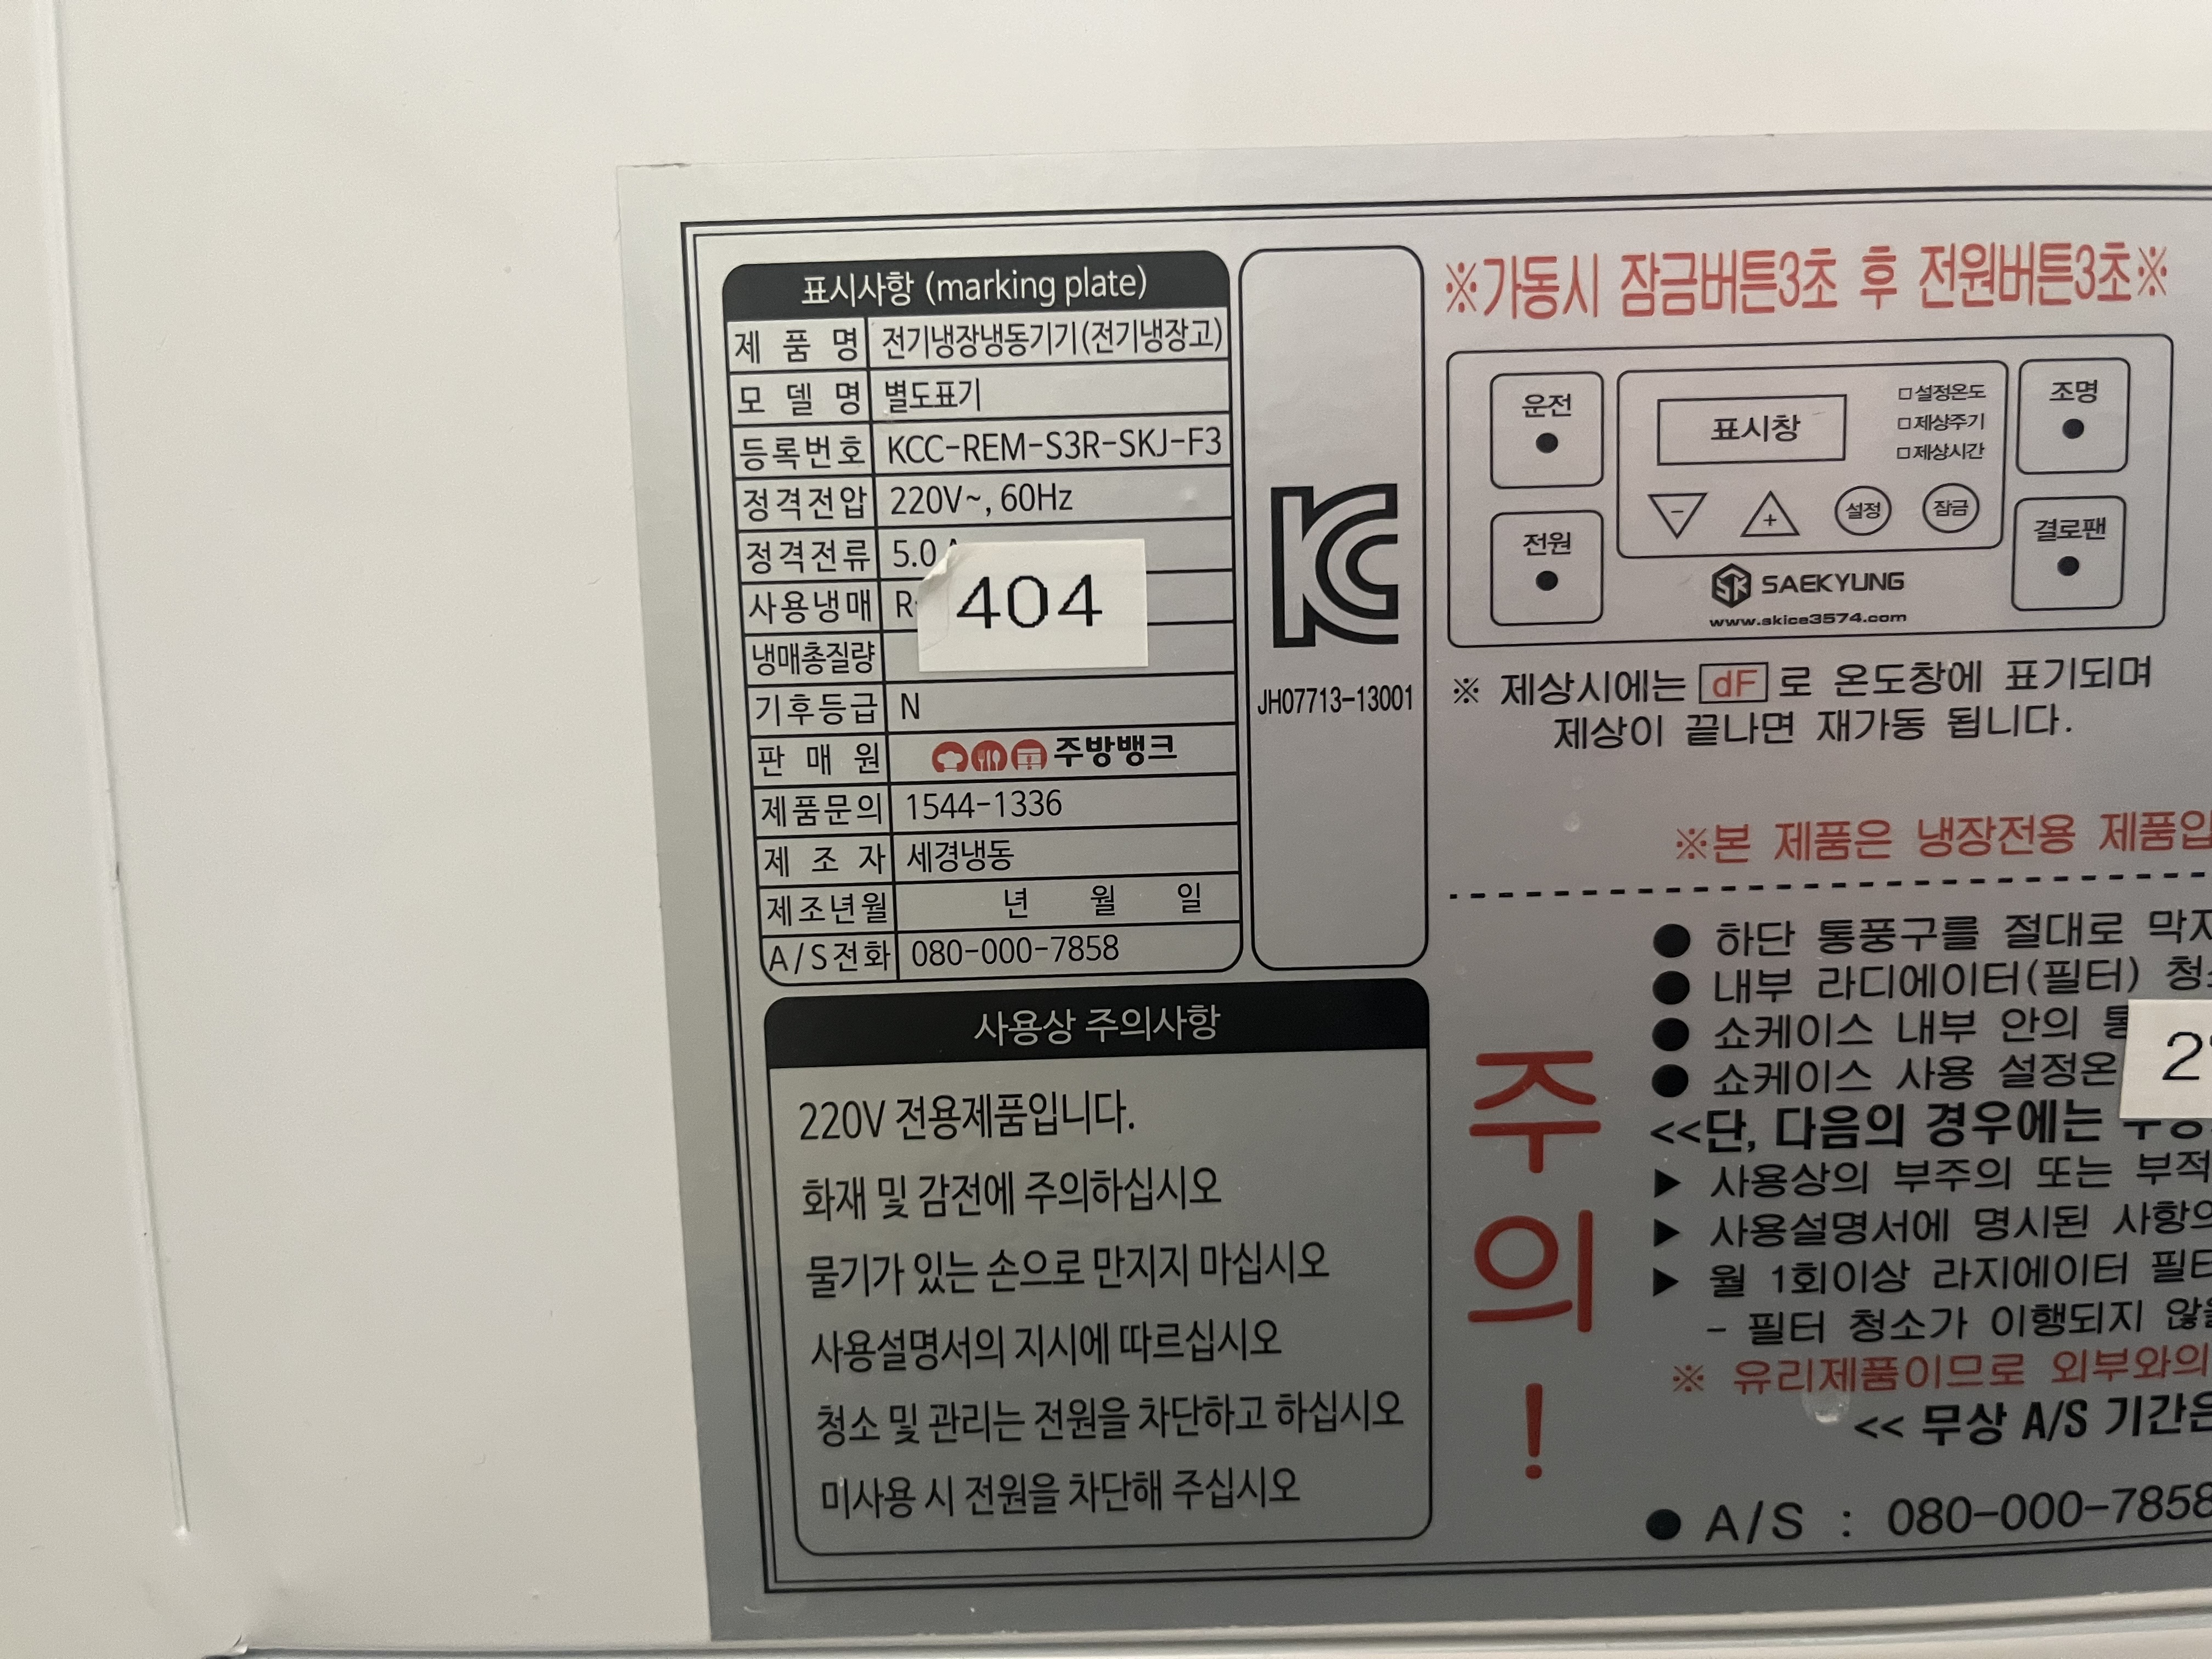 표시사항 (marking plate)
제 품 명 전기냉장냉동기기(전기냉장고)
모 델 명 별도표기
등록번호 KCC-REM-S3R-SKJ-F3
정격전압 220V~, 60Hz
정격전류 5.0
사용냉매 R
404
냉매총질량
기후등급 N
판 매 원 주방뱅크
제품문의 1544-1336
제 조 자 세경냉동
제조년월 년 월 일
A/S전화 080-000-7858
JH07713-13001
사용상 주의사항
220V 전용제품입니다.
화재 및 감전에 주의하십시오
물기가 있는 손으로 만지지 마십시오
사용설명서의 지시에 따르십시오
청소 및 관리는 전원을 차단하고 하십시오
미사용 시 전원을 차단해 주십시오
※가동시 잠금버튼3초 후 전원버튼3초※
운전
전원
표시창
□설정온도
□제상주기
□제상시간
- + 설정 잠금
조명
결로팬
SAEKYUNG
www.skice3574.com
※ 제상시에는 dF 로 온도창에 표기되며
제상이 끝나면 재가동 됩니다.
※본 제품은 냉장전용 제품입
주의!
● 하단 통풍구를 절대로 막지
● 내부 라디에이터(필터) 청소
● 쇼케이스 내부 안의
● 쇼케이스 사용 설정온
2
<<단, 다음의 경우에는
▶ 사용상의 부주의 또는 부적
▶ 사용설명서에 명시된 사항의
▶ 월 1회이상 라지에이터 필터
- 필터 청소가 이행되지 않을
※ 유리제품이므로 외부와의
<< 무상 A/S 기간은
● A/S : 080-000-7858